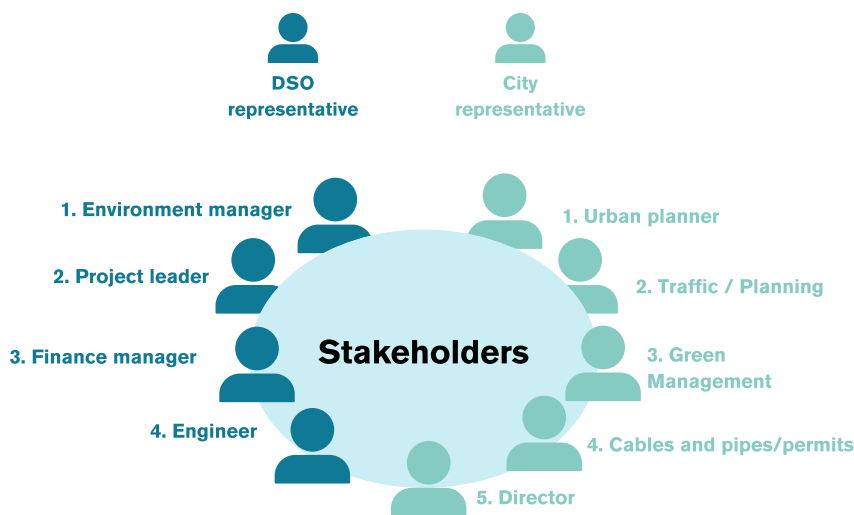 DSO
representative
City
representative
1. Environment manager
1. Urban planner
2. Project leader
2. Traffic / Planning
Stakeholders
3. Finance manager
3. Green
Management
4. Engineer
4. Cables and pipes/permits
5. Director